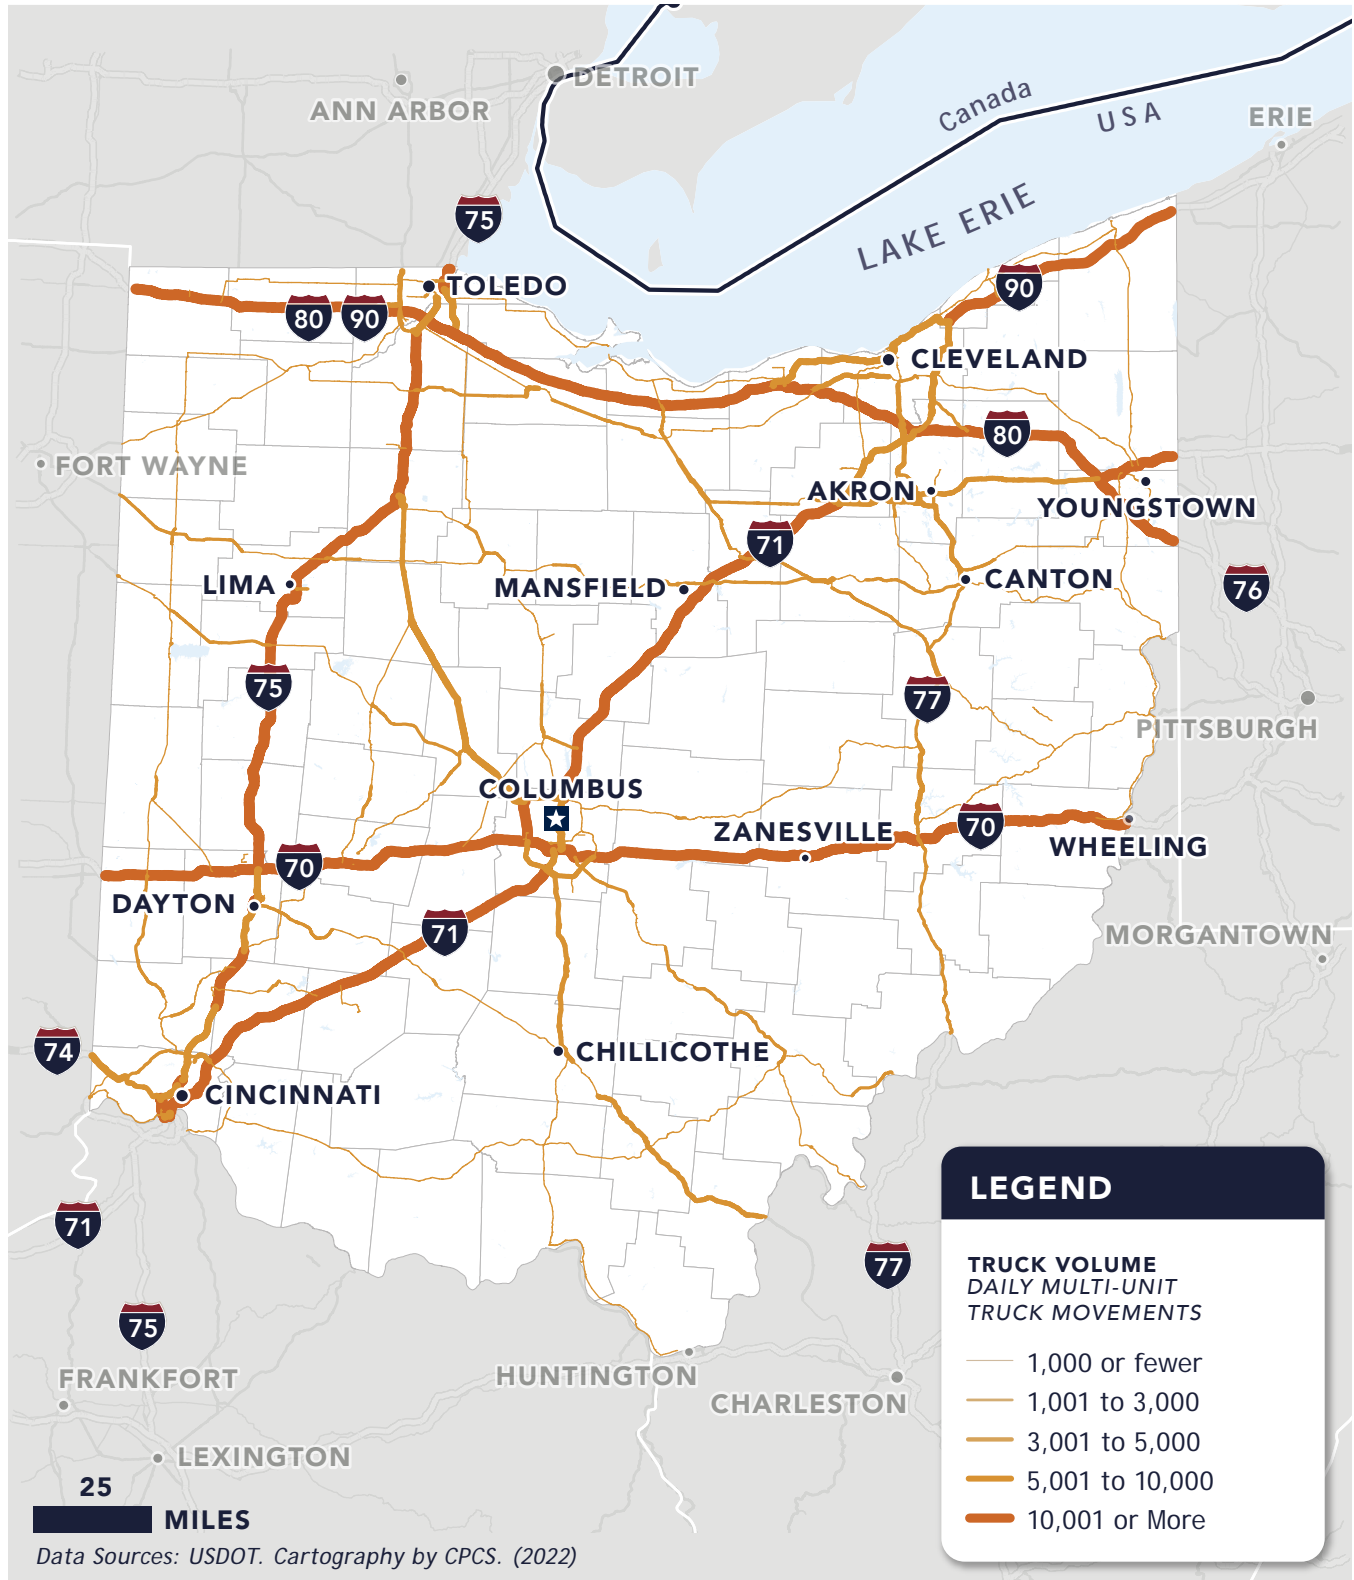 DETROIT
ANN ARBOR
Canada
USA
ERIE
75
LAKE ERIE
TOLEDO
90
80
90
CLEVELAND
80
FORT WAYNE
AKRON
YOUNGSTOWN
71
LIMA
MANSFIELD
CANTON
76
75
77
PITTSBURGH
COLUMBUS
ZANESVILLE
70
WHEELING
70
DAYTON
71
MORGANTOWN
74
CHILLICOTHE
CINCINNATI
71
77
75
HUNTINGTON
FRANKFORT
CHARLESTON
LEXINGTON
LEGEND
TRUCK VOLUME
DAILY MULTI-UNIT
TRUCK MOVEMENTS
1,000 or fewer
1,001 to 3,000
3,001 to 5,000
5,001 to 10,000
10,001 or More
25
MILES
Data Sources: USDOT. Cartography by CPCS. (2022)